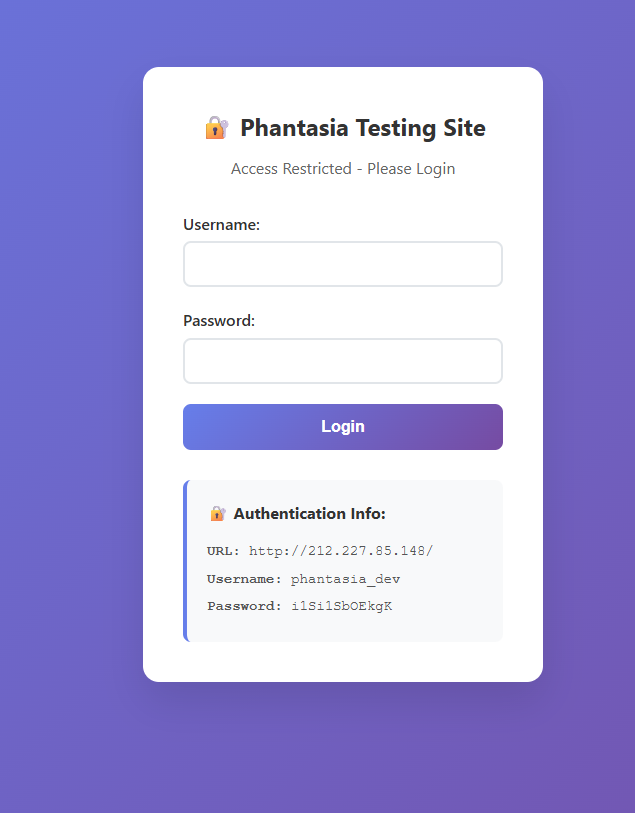 🔐 Phantasia Testing Site
Access Restricted - Please Login
Username:
Password:
Login
🔐 Authentication Info:
URL: http://212.227.85.148/
Username: phantasia_dev
Password: i1Si1SbOEkgK